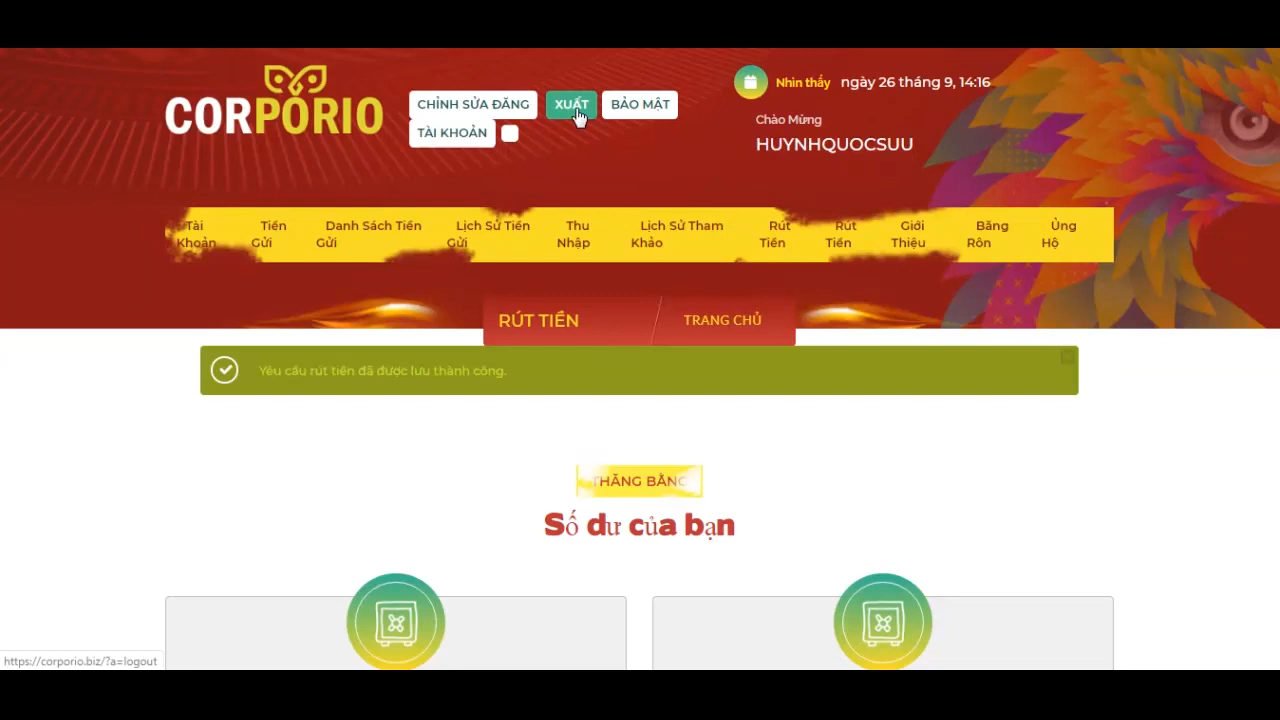 CORPORIO
CHỈNH SỬA ĐĂNG
XUẤT
BẢO MẬT
TÀI KHOẢN
Nhìn thấy ngày 26 tháng 9, 14:16
Chào Mừng
HUYNHQUOCSUU
Tài Khoản
Tiền Gửi
Danh Sách Tiền Gửi
Lịch Sử Tiền Gửi
Thu Nhập
Lịch Sử Tham Khảo
Rút Tiền
Rút Tiền
Giới Thiệu
Băng Rôn
Ủng Hộ
RÚT TIỀN
TRANG CHỦ
Yêu cầu rút tiền đã được lưu thành công.
THĂNG BẰNG
Số dư của bạn
https://corporio.biz/?a=logout